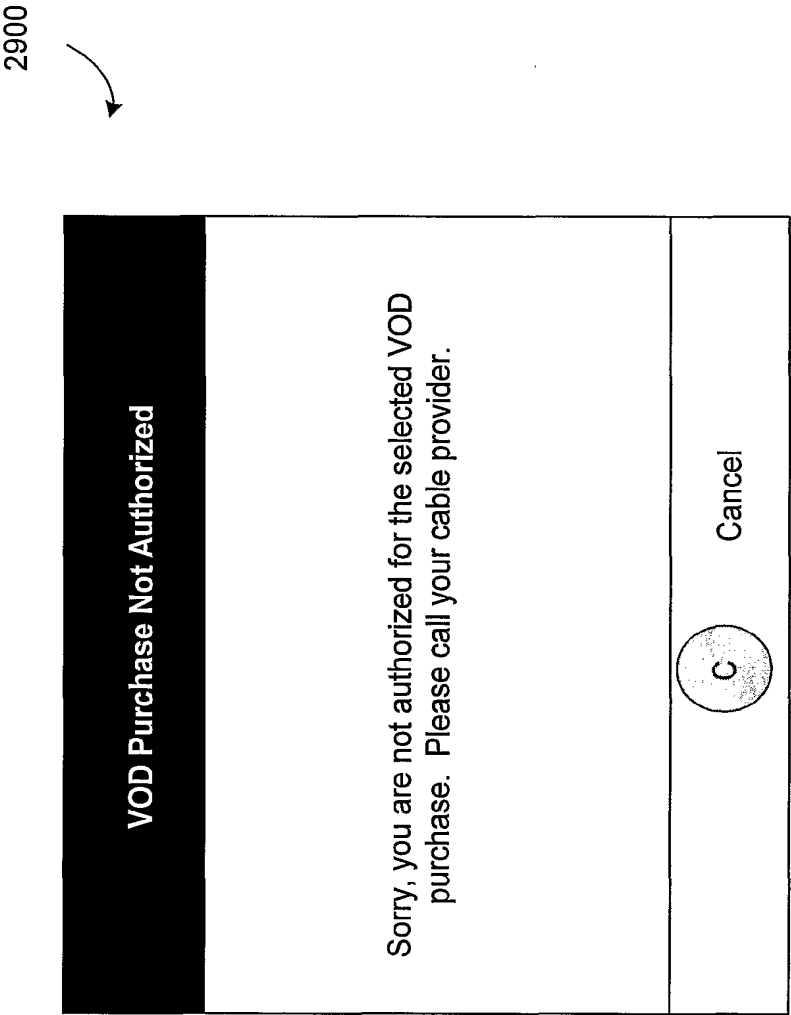 2900
VOD Purchase Not Authorized
Sorry, you are not authorized for the selected VOD
purchase. Please call your cable provider.
C Cancel